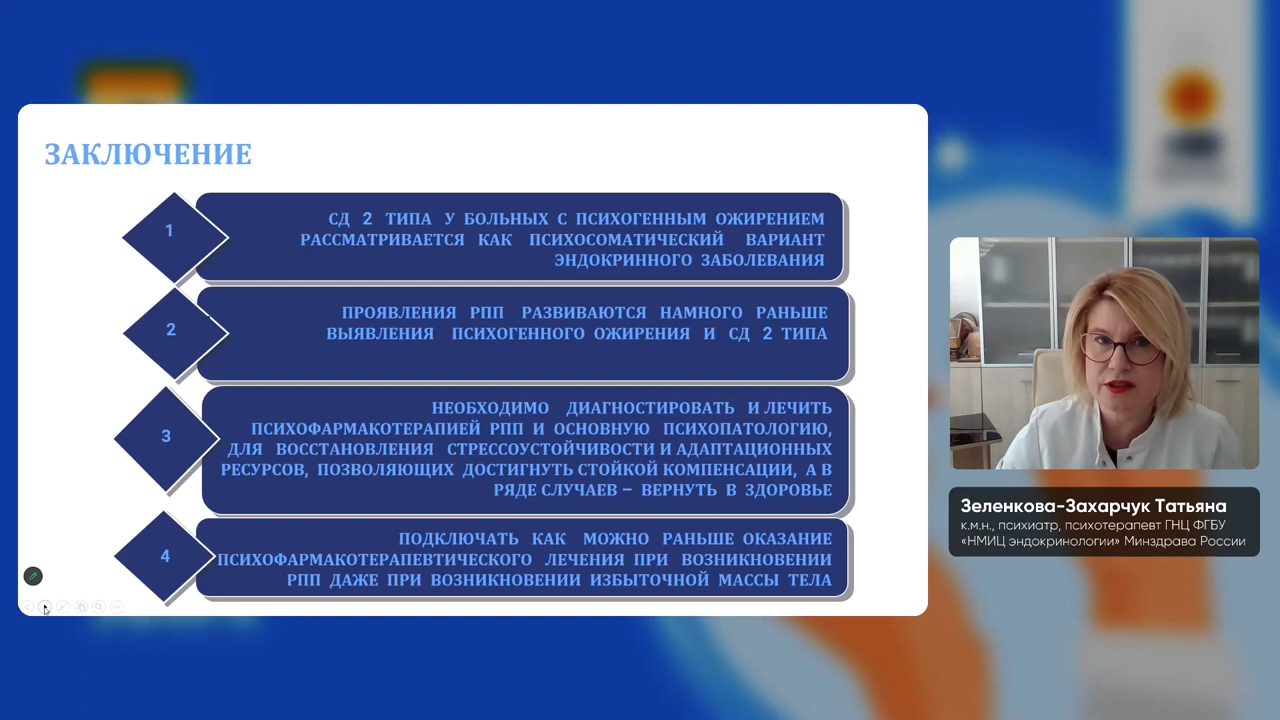 ЗАКЛЮЧЕНИЕ
1
СД 2 ТИПА У БОЛЬНЫХ С ПСИХОГЕННЫМ ОЖИРЕНИЕМ
РАССМАТРИВАЕТСЯ КАК ПСИХОСОМАТИЧЕСКИЙ ВАРИАНТ
ЭНДОКРИННОГО ЗАБОЛЕВАНИЯ
2
ПРОЯВЛЕНИЯ РПП РАЗВИВАЮТСЯ НАМНОГО РАНЬШЕ
ВЫЯВЛЕНИЯ ПСИХОГЕННОГО ОЖИРЕНИЯ И СД 2 ТИПА
3
НЕОБХОДИМО ДИАГНОСТИРОВАТЬ И ЛЕЧИТЬ
ПСИХОФАРМАКОТЕРАПИЕЙ РПП И ОСНОВНУЮ ПСИХОПАТОЛОГИЮ,
ДЛЯ ВОССТАНОВЛЕНИЯ СТРЕССОУСТОЙЧИВОСТИ И АДАПТАЦИОННЫХ
РЕСУРСОВ, ПОЗВОЛЯЮЩИХ ДОСТИГНУТЬ СТОЙКОЙ КОМПЕНСАЦИИ, А В
РЯДЕ СЛУЧАЕВ – ВЕРНУТЬ В ЗДОРОВЬЕ
4
ПОДКЛЮЧАТЬ КАК МОЖНО РАНЬШЕ ОКАЗАНИЕ
ПСИХОФАРМАКОТЕРАПЕВТИЧЕСКОГО ЛЕЧЕНИЯ ПРИ ВОЗНИКНОВЕНИИ
РПП ДАЖЕ ПРИ ВОЗНИКНОВЕНИИ ИЗБЫТОЧНОЙ МАССЫ ТЕЛА
Зеленкова-Захарчук Татьяна
к.м.н., психиатр, психотерапевт ГНЦ ФГБУ
«НМИЦ эндокринологии» Минздрава России